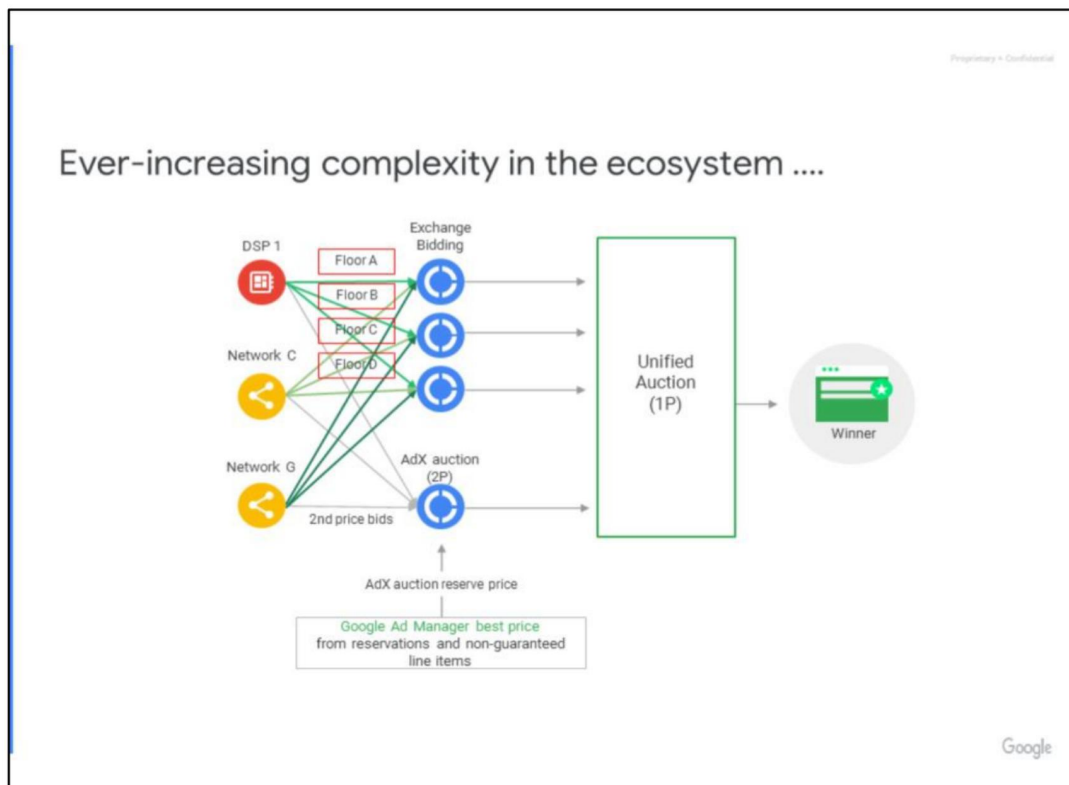 Proprietary + Confidential
Ever-increasing complexity in the ecosystem ....
DSP 1
Network C
Network G
Floor A
Floor B
Floor C
Floor D
2nd price bids
Exchange
Bidding
AdX auction
(2P)
AdX auction reserve price
Google Ad Manager best price
from reservations and non-guaranteed
line items
Unified
Auction
(1P)
Winner
Google